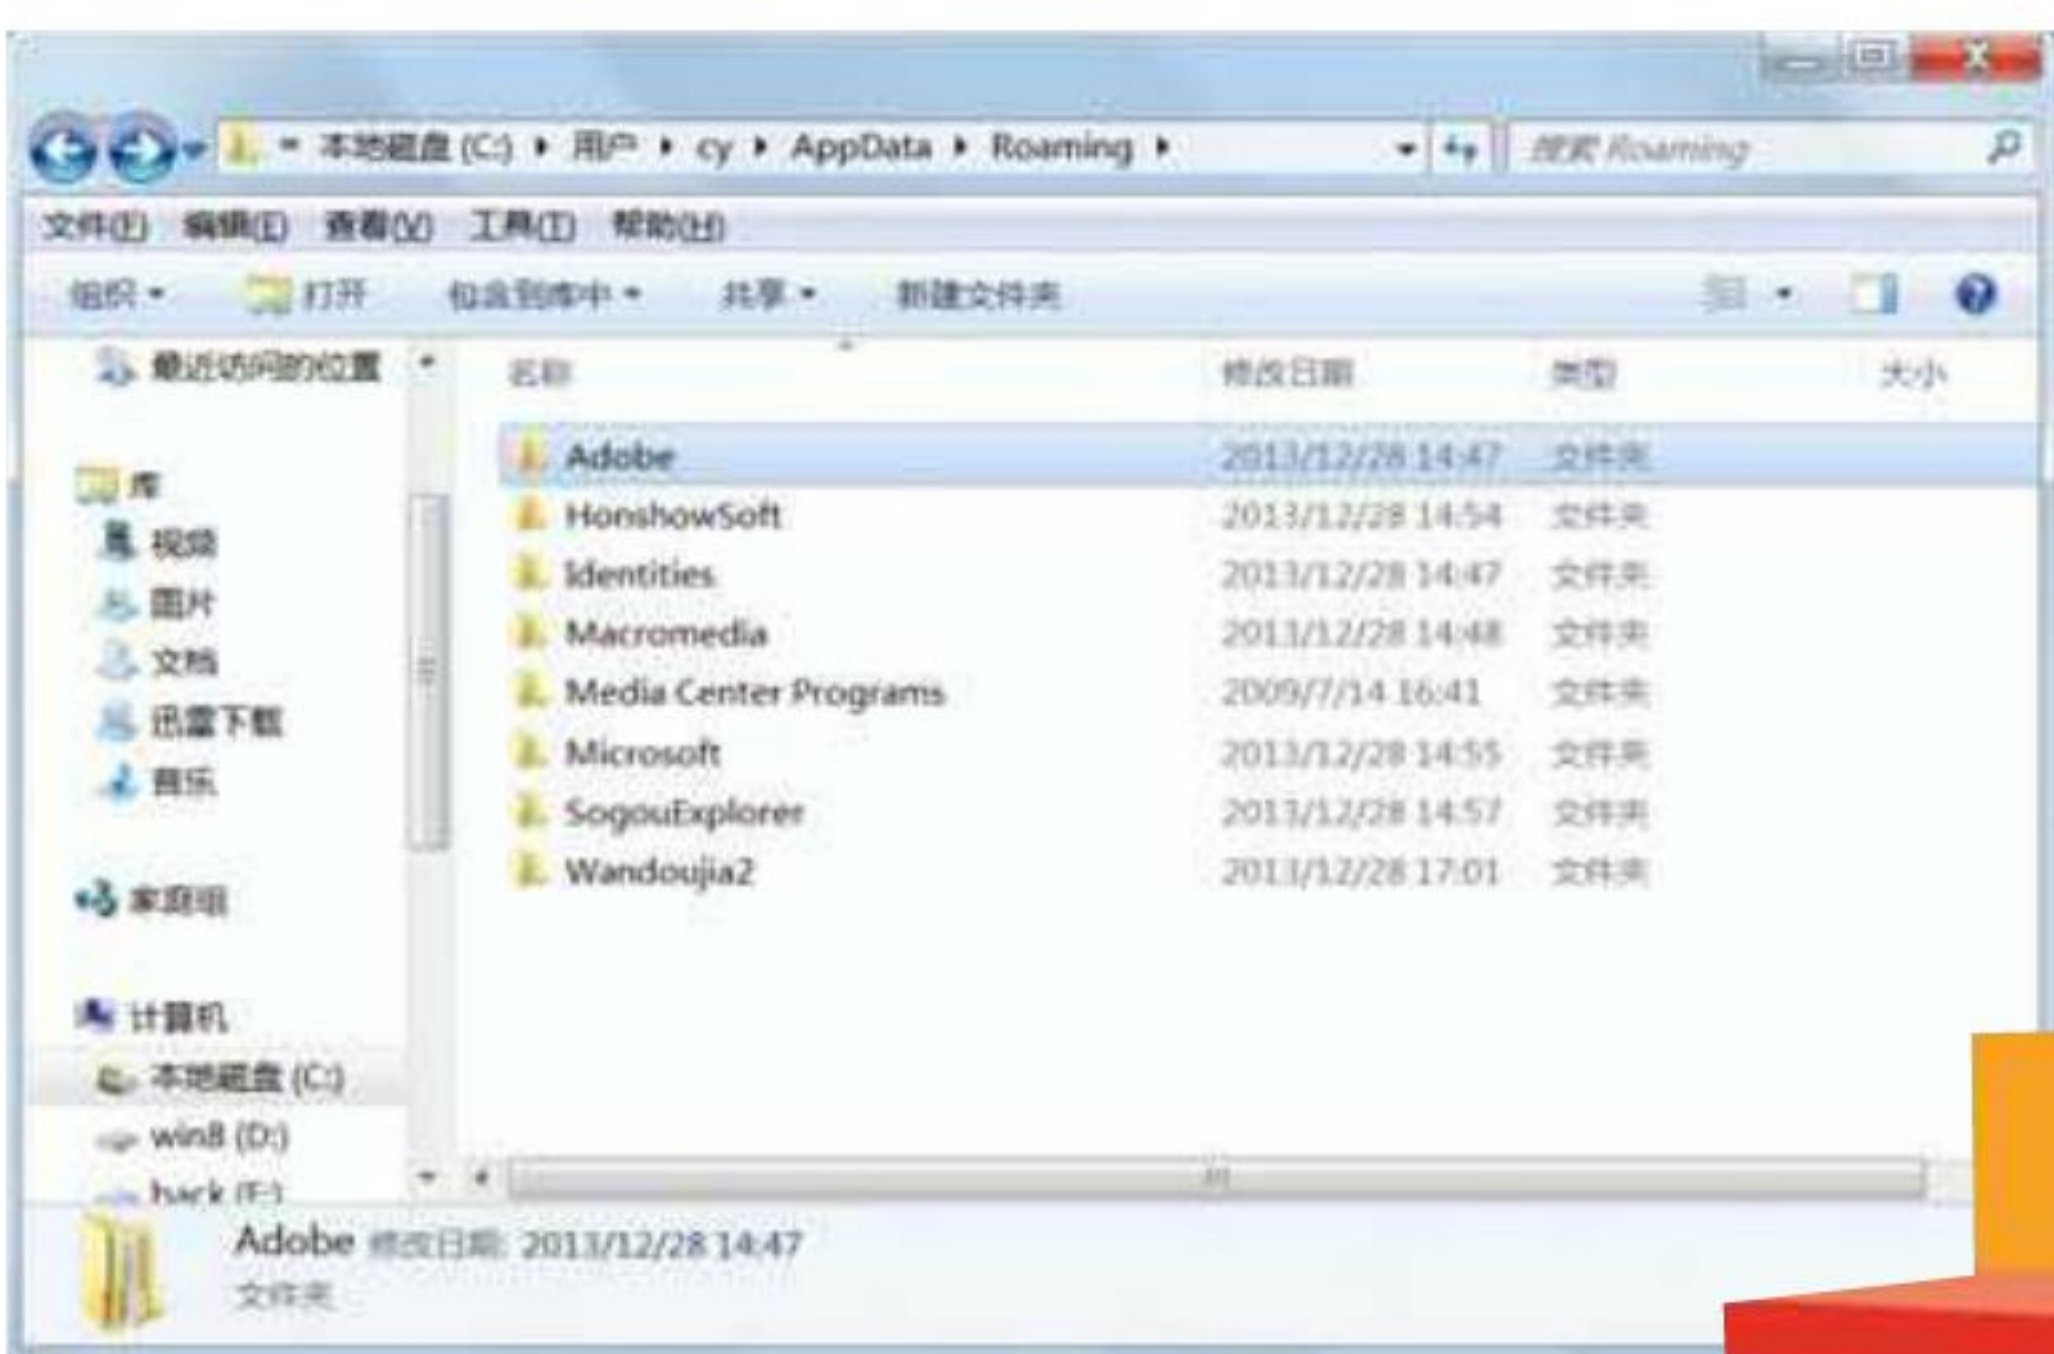 本地磁盘 (C:) 用户 cy AppData Roaming 搜索 Roaming
文件(F) 编辑(E) 查看(V) 工具(T) 帮助(H)
组织 打开 包含到库中 共享 新建文件夹
最近访问的位置
库
视频
图片
文档
迅雷下载
音乐
家庭组
计算机
本地磁盘 (C:)
win8 (D:)
名称 修改日期 类型 大小
Adobe 2013/12/28 14:47 文件夹
HonshowSoft 2013/12/28 14:54 文件夹
Identities 2013/12/28 14:47 文件夹
Macromedia 2013/12/28 14:48 文件夹
Media Center Programs 2009/7/14 16:41 文件夹
Microsoft 2013/12/28 14:55 文件夹
SogouExplorer 2013/12/28 14:57 文件夹
Wandoujia2 2013/12/28 17:01 文件夹
Adobe 修改日期: 2013/12/28 14:47
文件夹